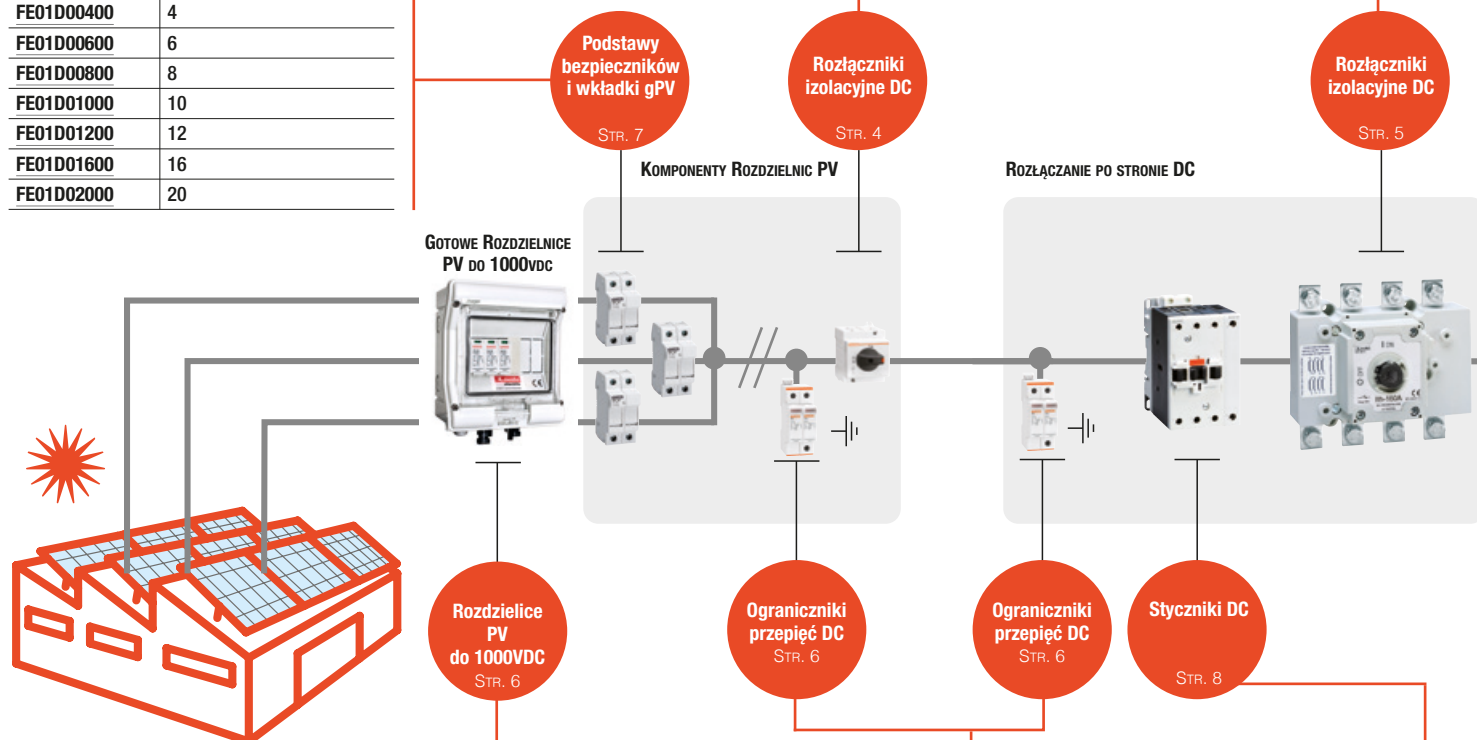 FE01D00400 4
FE01D00600 6
FE01D00800 8
FE01D01000 10
FE01D01200 12
FE01D01600 16
FE01D02000 20
Podstawy
bezpieczników
i wkładki gPV
STR. 7
Rozłączniki
izolacyjne DC
STR. 4
Rozłączniki
izolacyjne DC
STR. 5
KOMPONENTY ROZDZIELNIC PV
ROZŁĄCZANIE PO STRONIE DC
GOTOWE ROZDZIELNICE
PV DO 1000VDC
Ith=160A
Rozdzielice
PV
do 1000VDC
STR. 6
Ograniczniki
przepięć DC
STR. 6
Ograniczniki
przepięć DC
STR. 6
Styczniki DC
STR. 8